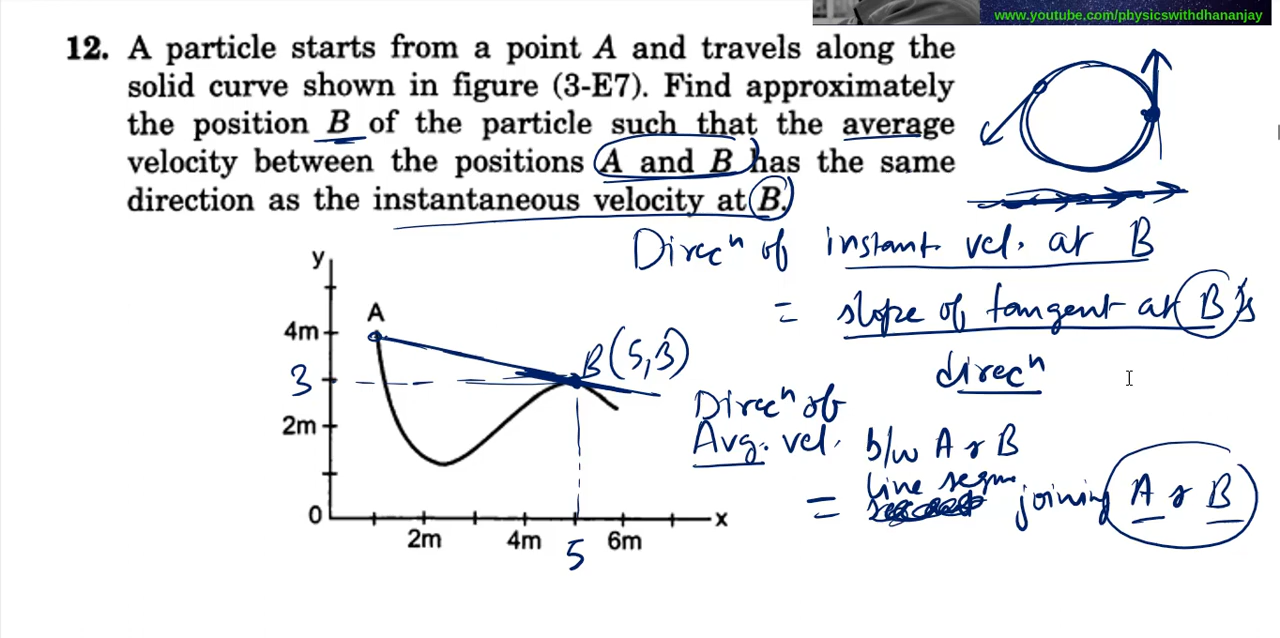 www.youtube.com/physicswithdhananjay
12. A particle starts from a point A and travels along the
solid curve shown in figure (3-E7). Find approximately
the position B of the particle such that the average
velocity between the positions A and B has the same
direction as the instantaneous velocity at B.
Direcⁿ of instant. vel. at B
= slope of tangent at B's
direcⁿ
y
A
4m
B(5,3)
3
Direcⁿ of
2m
Avg. vel. b/w A & B
line segm
= joining A & B
0
x
2m 4m 6m
5